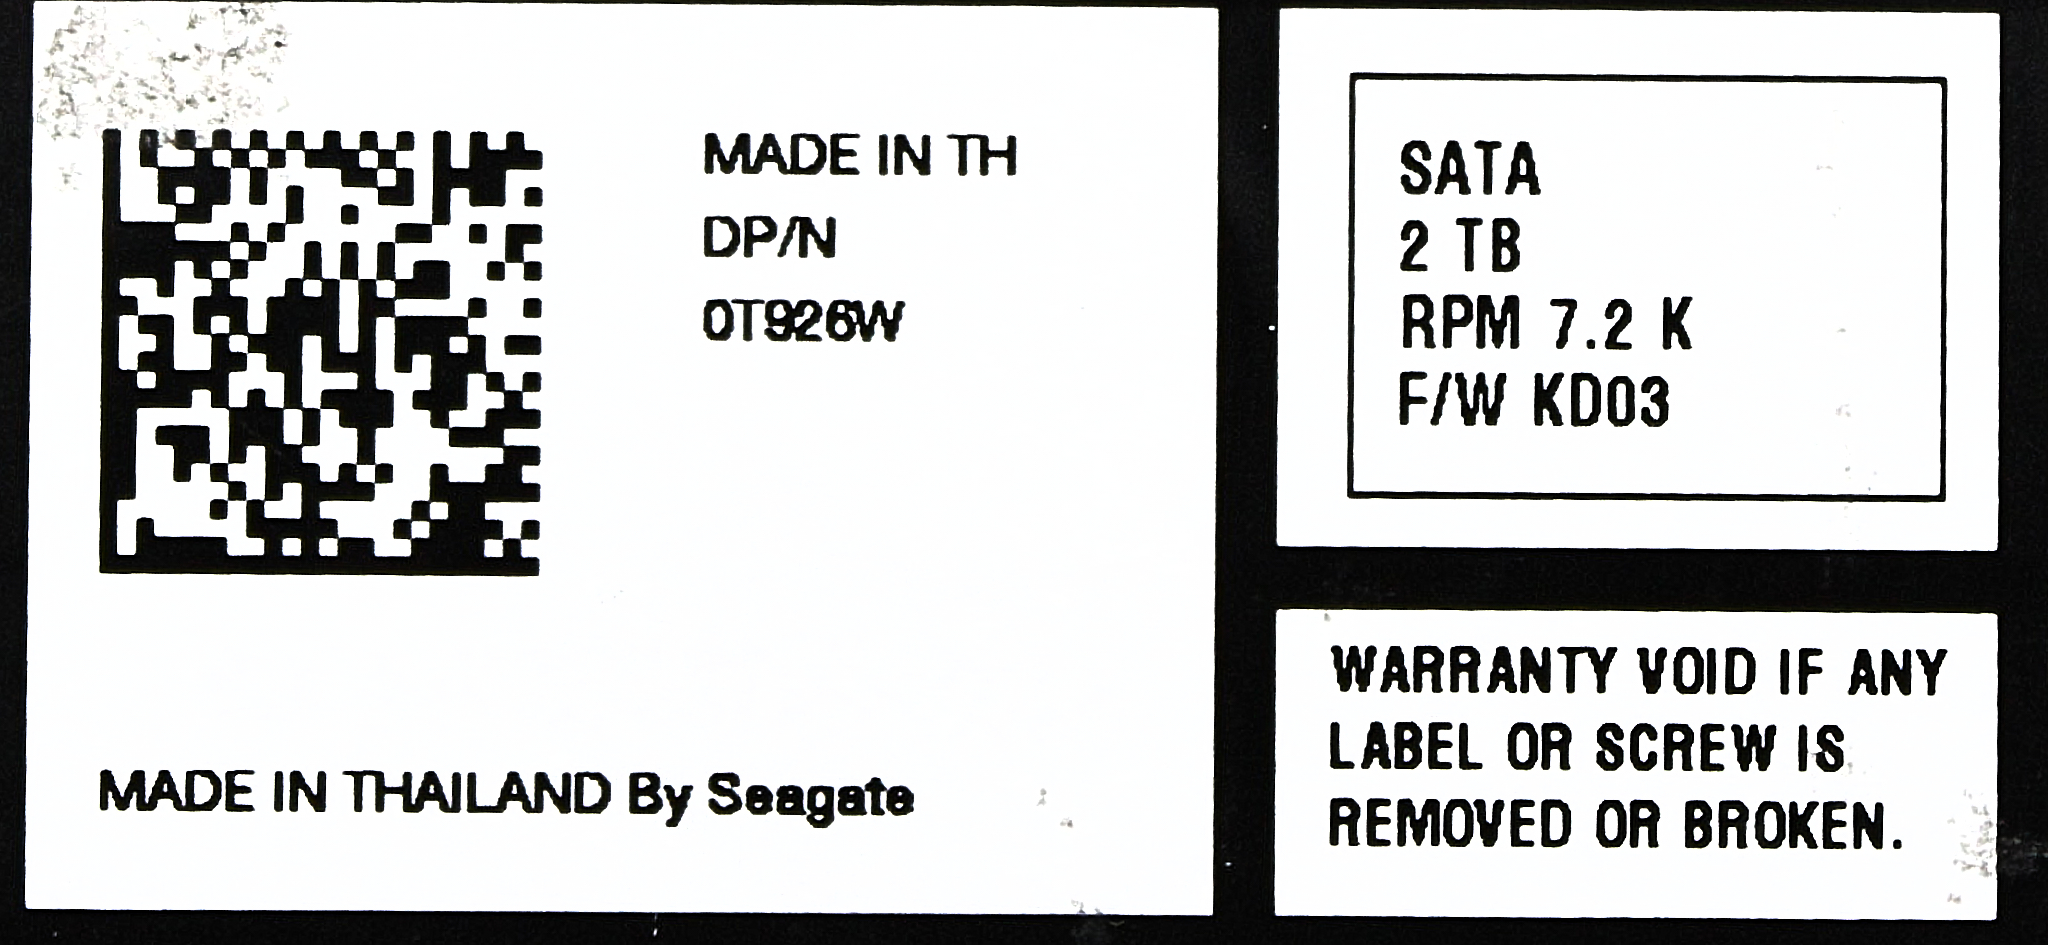 MADE IN TH
DP/N
0T926W
MADE IN THAILAND By Seagate
SATA
2 TB
RPM 7.2 K
F/W KD03
WARRANTY VOID IF ANY
LABEL OR SCREW IS
REMOVED OR BROKEN.